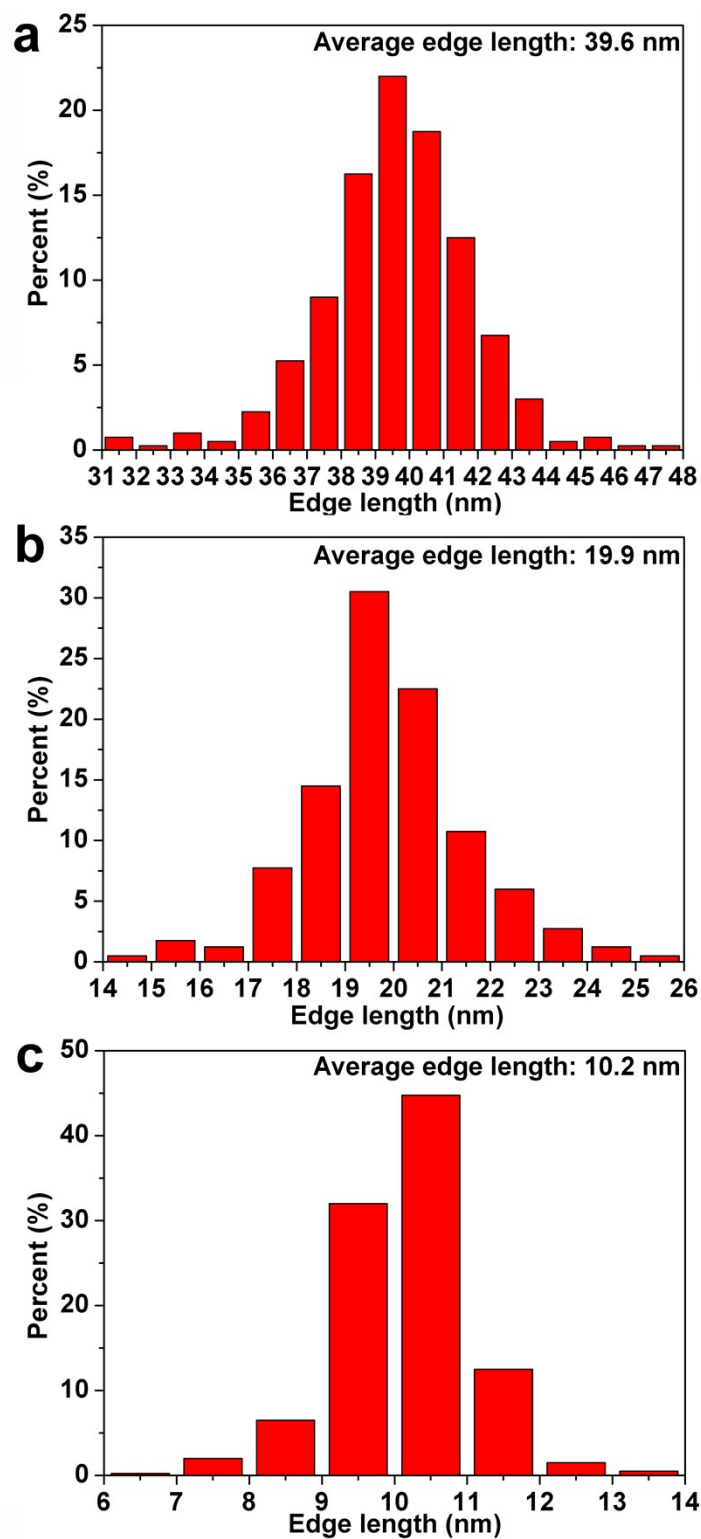 a
Average edge length: 39.6 nm
25
20
15
10
5
0
Percent (%)
31 32 33 34 35 36 37 38 39 40 41 42 43 44 45 46 47 48
Edge length (nm)
b
Average edge length: 19.9 nm
35
30
25
20
15
10
5
0
Percent (%)
14 15 16 17 18 19 20 21 22 23 24 25 26
Edge length (nm)
c
Average edge length: 10.2 nm
50
40
30
20
10
0
Percent (%)
6 7 8 9 10 11 12 13 14
Edge length (nm)